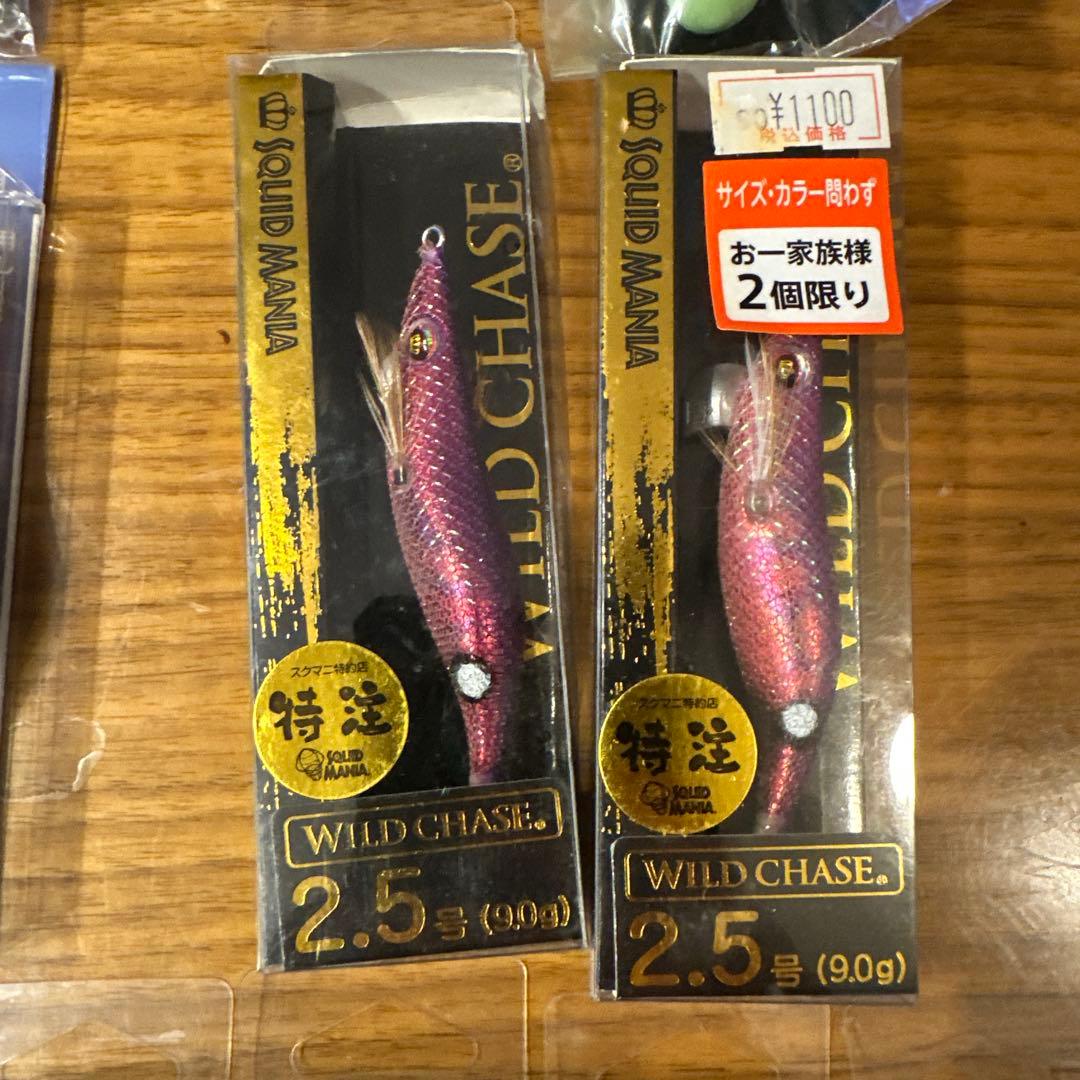 SQUID MANIA
WILD CHASE®
スクマニ特約店
特注
SQUID
MANIA
WILD CHASE®
2.5号 (9.0g)
SQUID MANIA
¥1100
税込価格
サイズ・カラー問わず
お一家族様
2個限り
スクマニ特約店
特注
SQUID
MANIA
WILD CHASE®
2.5号 (9.0g)